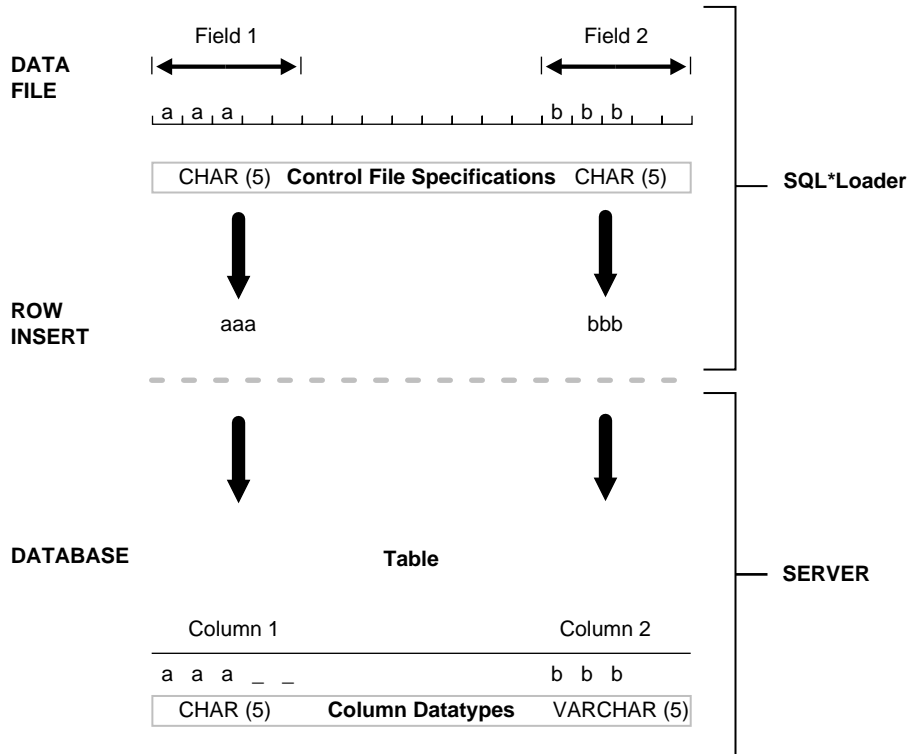 Field 1 Field 2
DATA
FILE
a a a b b b
CHAR (5) Control File Specifications CHAR (5)
SQL*Loader
ROW
INSERT
aaa bbb
DATABASE Table
SERVER
Column 1 Column 2
a a a _ _ b b b
CHAR (5) Column Datatypes VARCHAR (5)